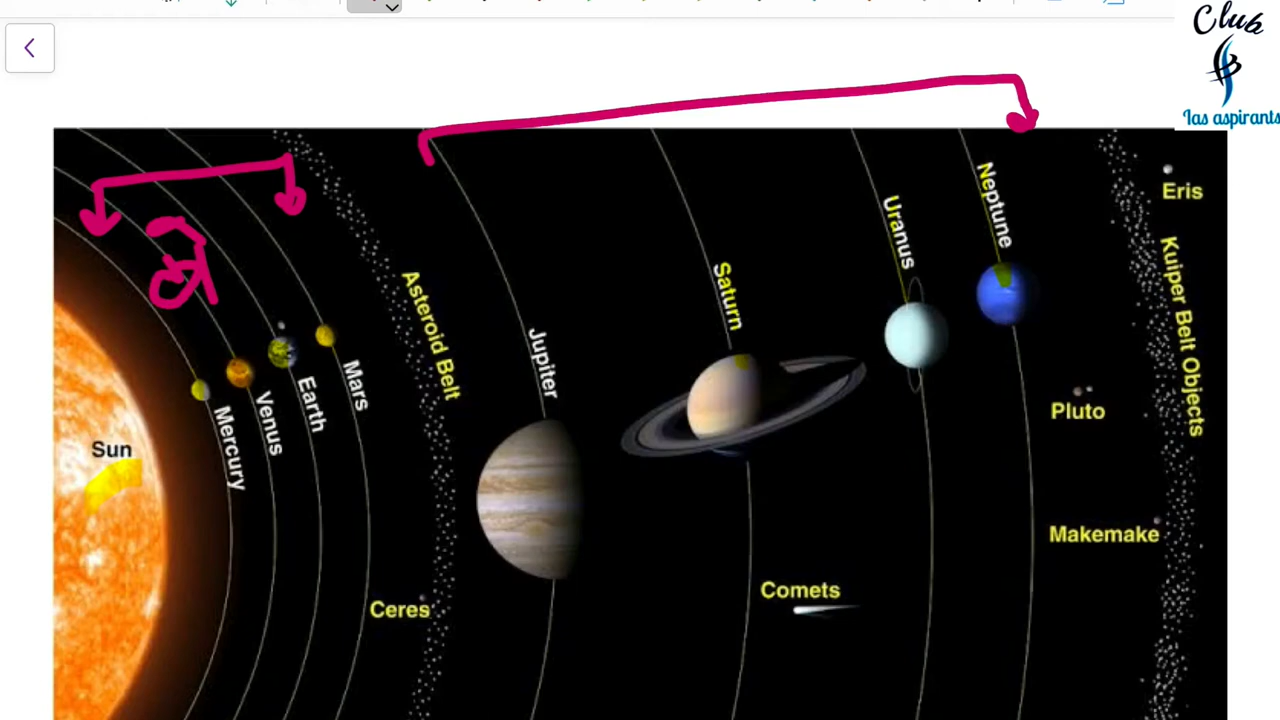 Club
Ias aspirants
Eris
Neptune
Uranus
Kuiper Belt Objects
Saturn
Asteroid Belt
Jupiter
Mars
Earth
Venus
Mercury
Sun
Pluto
Makemake
Comets
Ceres